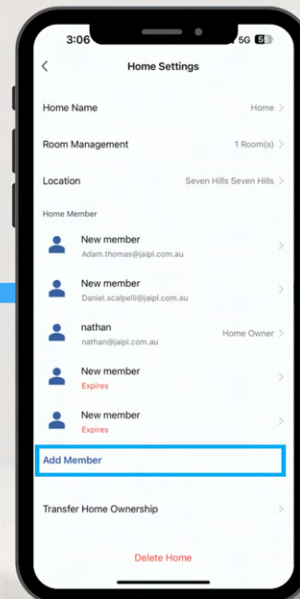 3:06
5G 55
Home Settings
Home Name Home
Room Management 1 Room(s)
Location Seven Hills Seven Hills
Home Member
New member
Adam.thomas@jaipl.com.au
New member
Daniel.scalpelli@jaipl.com.au
nathan
nathan@jaipl.com.au
Home Owner
New member
Expires
New member
Expires
Add Member
Transfer Home Ownership
Delete Home